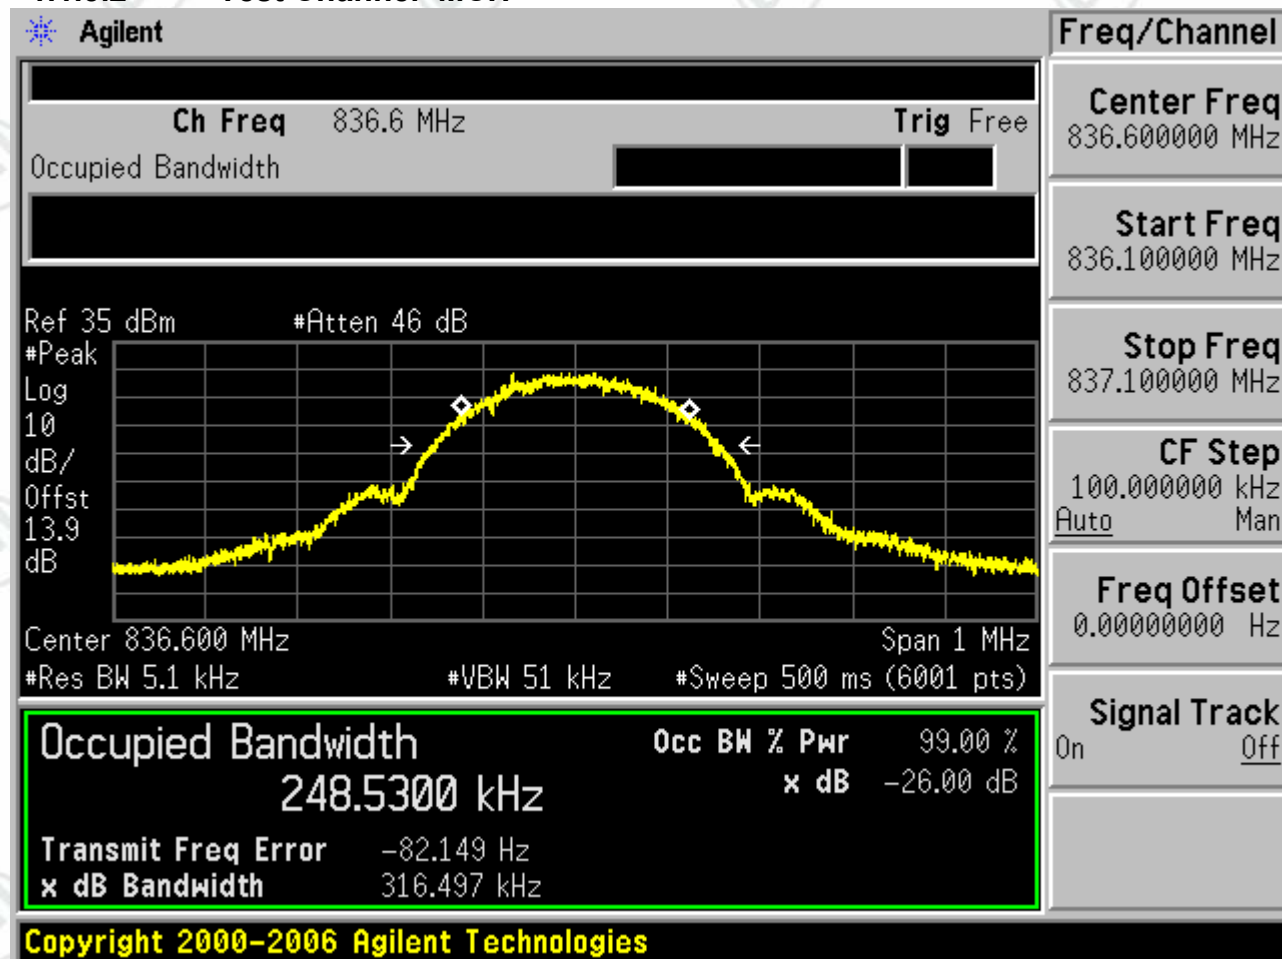 Agilent
Freq/Channel
Ch Freq 836.6 MHz Trig Free
Occupied Bandwidth
Center Freq
836.600000 MHz
Start Freq
836.100000 MHz
Stop Freq
837.100000 MHz
CF Step
100.000000 kHz
Auto Man
Freq Offset
0.00000000 Hz
Signal Track
On Off
Ref 35 dBm #Atten 46 dB
#Peak
Log
10
dB/
Offst
13.9
dB
Center 836.600 MHz Span 1 MHz
#Res BW 5.1 kHz #VBW 51 kHz #Sweep 500 ms (6001 pts)
Occupied Bandwidth
248.5300 kHz
Occ BW % Pwr 99.00 %
x dB -26.00 dB
Transmit Freq Error -82.149 Hz
x dB Bandwidth 316.497 kHz
Copyright 2000-2006 Agilent Technologies